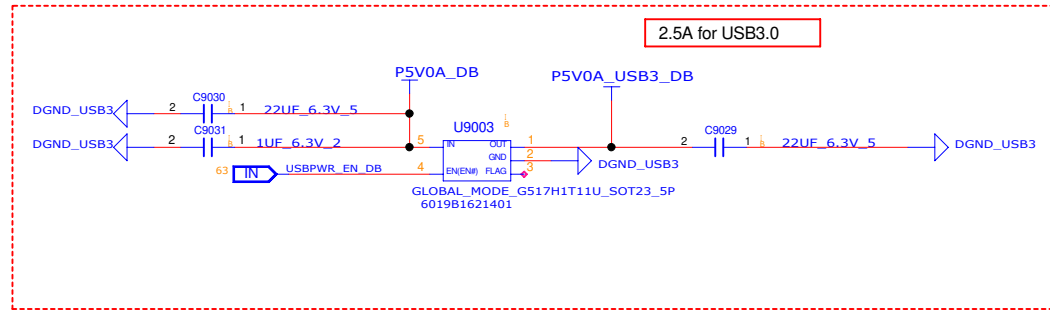 2.5A for USB3.0
P5V0A_DB
P5V0A_USB3_DB
C9030
DGND_USB3 2 1 22UF_6.3V_5
C9031
DGND_USB3 2 1 1UF_6.3V_2
U9003
5 IN OUT 1
GND 2
4 EN(EN#) FLAG 3
DGND_USB3
C9029
2 1 22UF_6.3V_5 DGND_USB3
63 IN USBPWR_EN_DB
GLOBAL_MODE_G517H1T11U_SOT23_5P
6019B1621401